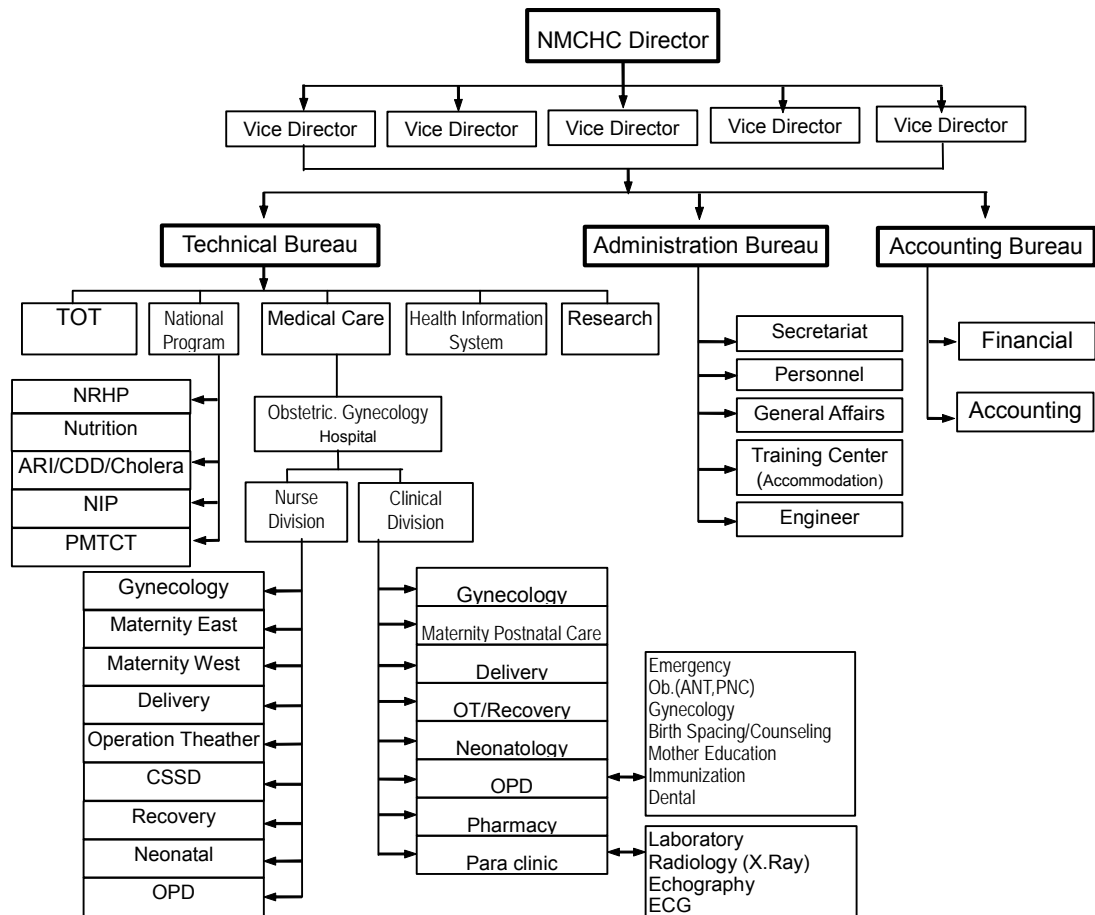 NMCHC Director
Vice Director
Vice Director
Vice Director
Vice Director
Vice Director
Technical Bureau
Administration Bureau
Accounting Bureau
TOT
National
Program
Medical Care
Health Information
System
Research
NRHP
Nutrition
ARI/CDD/Cholera
NIP
PMTCT
Obstetric. Gynecology
Hospital
Nurse
Division
Clinical
Division
Secretariat
Personnel
General Affairs
Training Center
(Accommodation)
Engineer
Financial
Accounting
Gynecology
Maternity East
Maternity West
Delivery
Operation Theather
CSSD
Recovery
Neonatal
OPD
Gynecology
Maternity Postnatal Care
Delivery
OT/Recovery
Neonatology
OPD
Pharmacy
Para clinic
Emergency
Ob.(ANT,PNC)
Gynecology
Birth Spacing/Counseling
Mother Education
Immunization
Dental
Laboratory
Radiology (X.Ray)
Echography
ECG